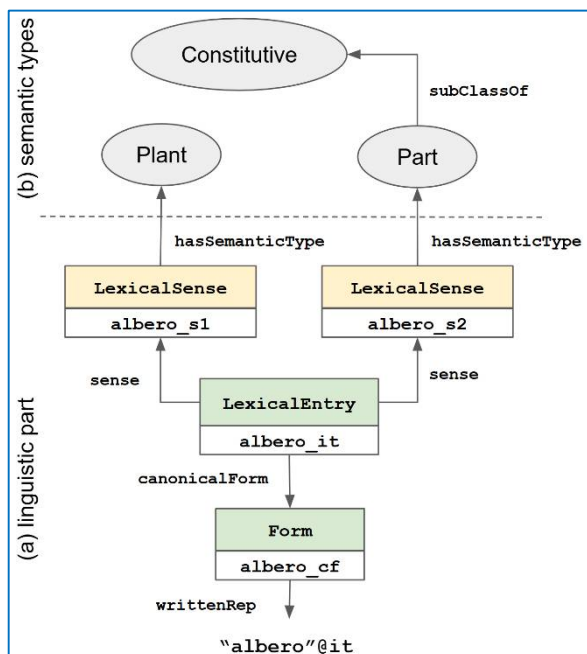 (b) semantic types
Constitutive
subClassOf
Plant
Part
hasSemanticType
hasSemanticType
LexicalSense
LexicalSense
albero_s1
albero_s2
sense
sense
LexicalEntry
albero_it
(a) linguistic part
canonicalForm
Form
albero_cf
writtenRep
“albero”@it